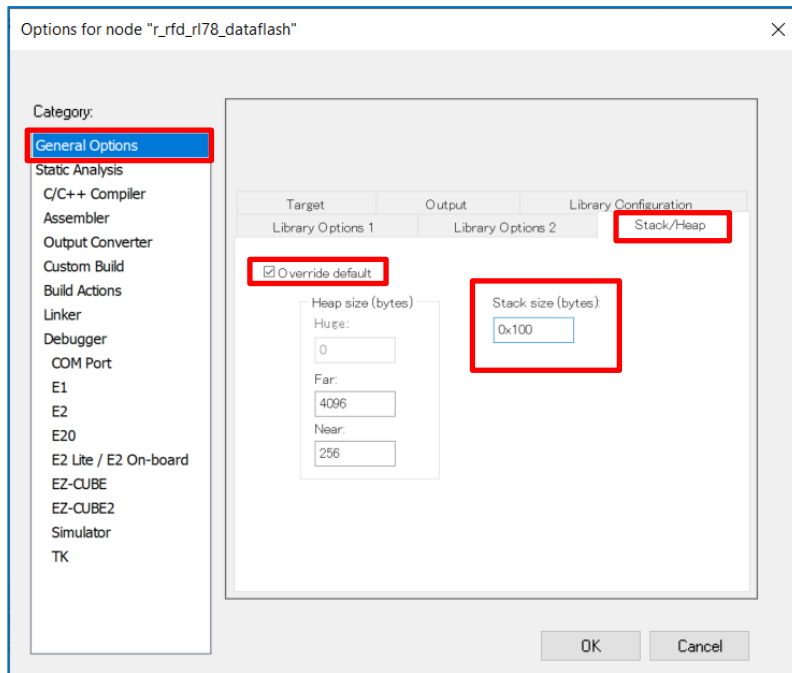 Options for node "r_rfd_rl78_dataflash"
Category:
General Options
Static Analysis
C/C++ Compiler
Assembler
Output Converter
Custom Build
Build Actions
Linker
Debugger
COM Port
E1
E2
E20
E2 Lite / E2 On-board
EZ-CUBE
EZ-CUBE2
Simulator
TK
Target Output Library Configuration
Library Options 1 Library Options 2 Stack/Heap
Override default
Heap size (bytes)
Huge:
0
Far:
4096
Near:
256
Stack size (bytes):
0x100
OK Cancel